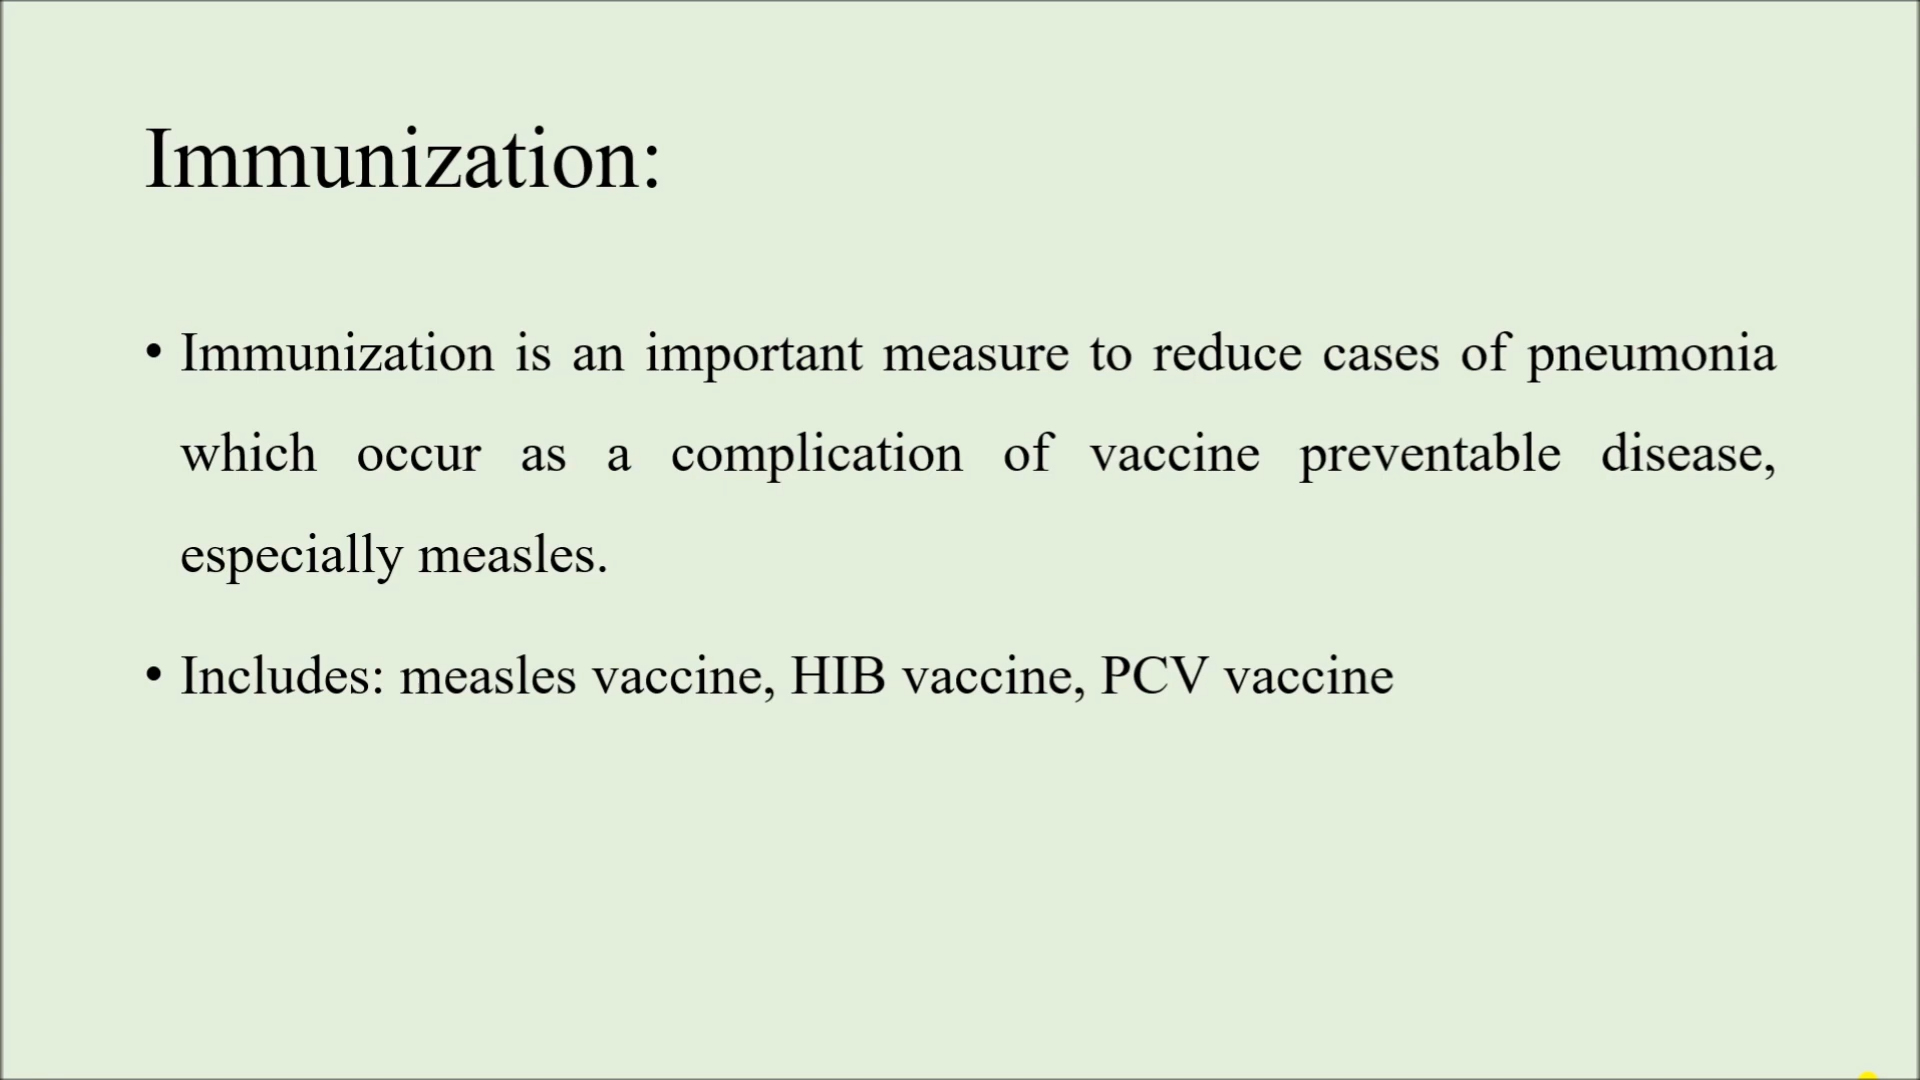 Immunization:
• Immunization is an important measure to reduce cases of pneumonia
which occur as a complication of vaccine preventable disease,
especially measles.
• Includes: measles vaccine, HIB vaccine, PCV vaccine